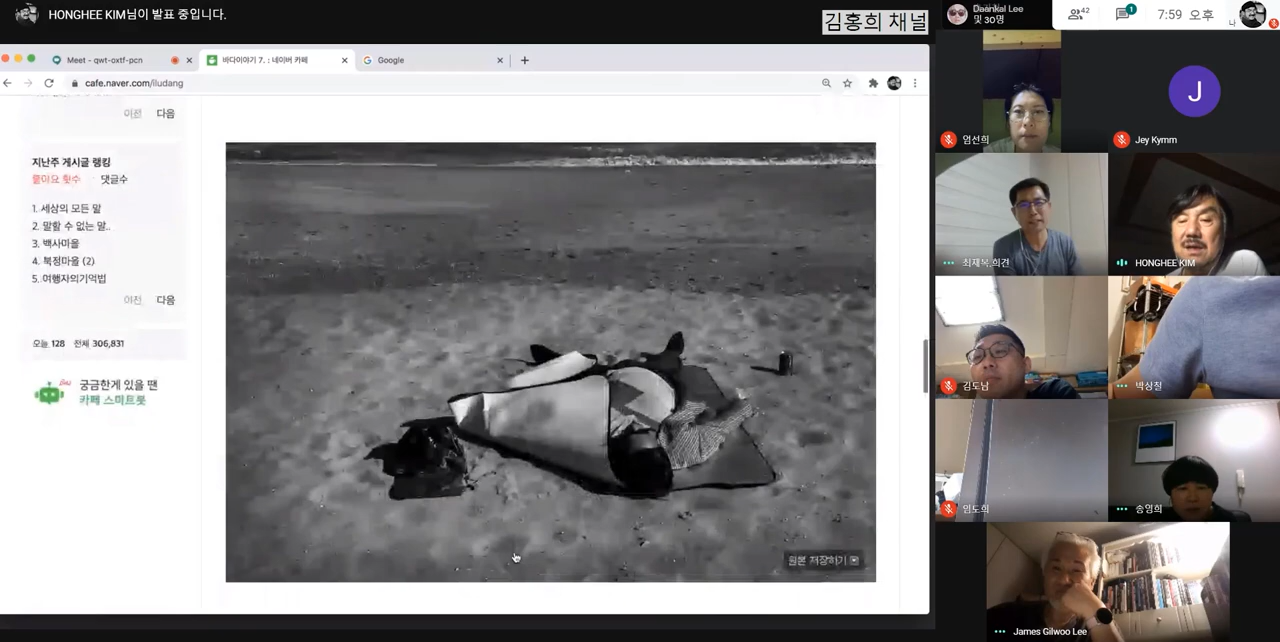 HONGHEE KIM님이 발표 중입니다.
김홍희 채널
Daankal Lee
및 30명
42
1
7:59 오후
나
Meet - qwt-oxtf-pcn
바다이야기 7. : 네이버 카페
Google
cafe.naver.com/iludang
이전 다음
지난주 게시글 랭킹
좋아요 횟수 댓글수
1. 세상의 모든 말
2. 말할 수 없는 말..
3. 백사마을
4. 북정마을 (2)
5. 여행자의기억법
이전 다음
오늘 128 전체 306,831
궁금한게 있을 땐
카페 스마트봇
원본 저장하기
엄선희
J
Jey Kymm
최재복.희견
HONGHEE KIM
김도남
박상철
임도희
송영희
James Gilwoo Lee